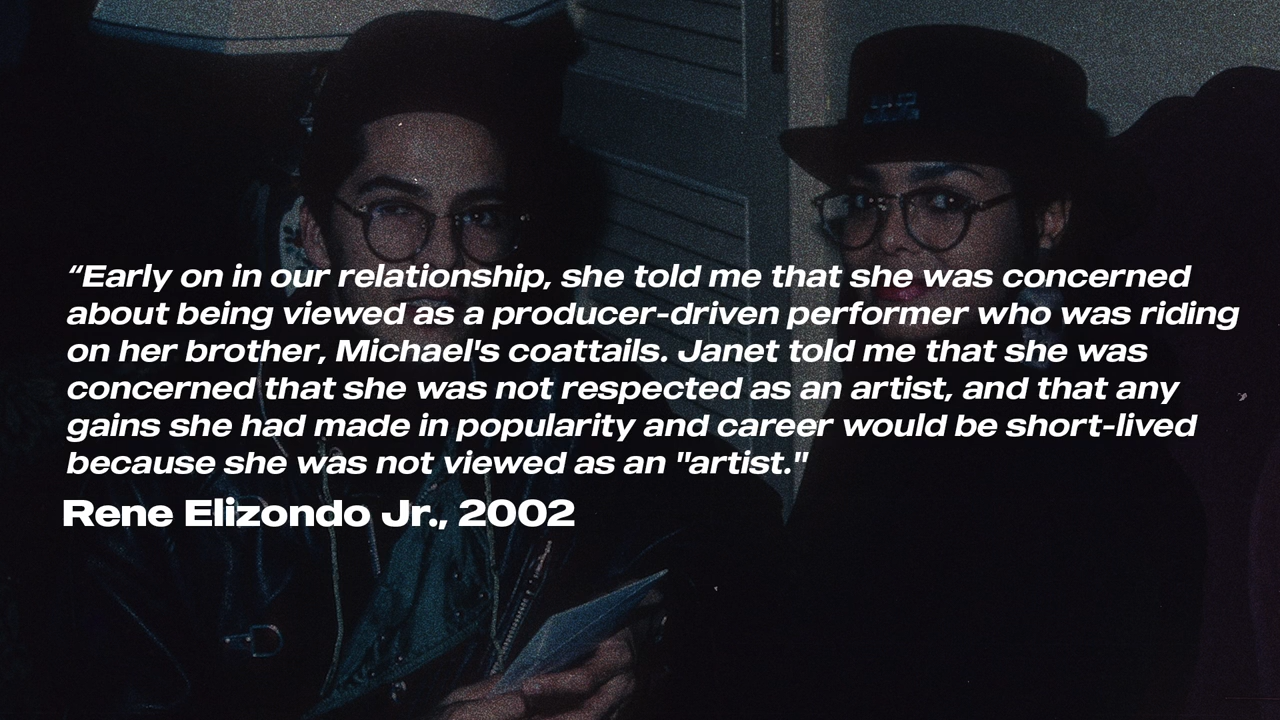 “Early on in our relationship, she told me that she was concerned
about being viewed as a producer-driven performer who was riding
on her brother, Michael's coattails. Janet told me that she was
concerned that she was not respected as an artist, and that any
gains she had made in popularity and career would be short-lived
because she was not viewed as an "artist."
Rene Elizondo Jr., 2002